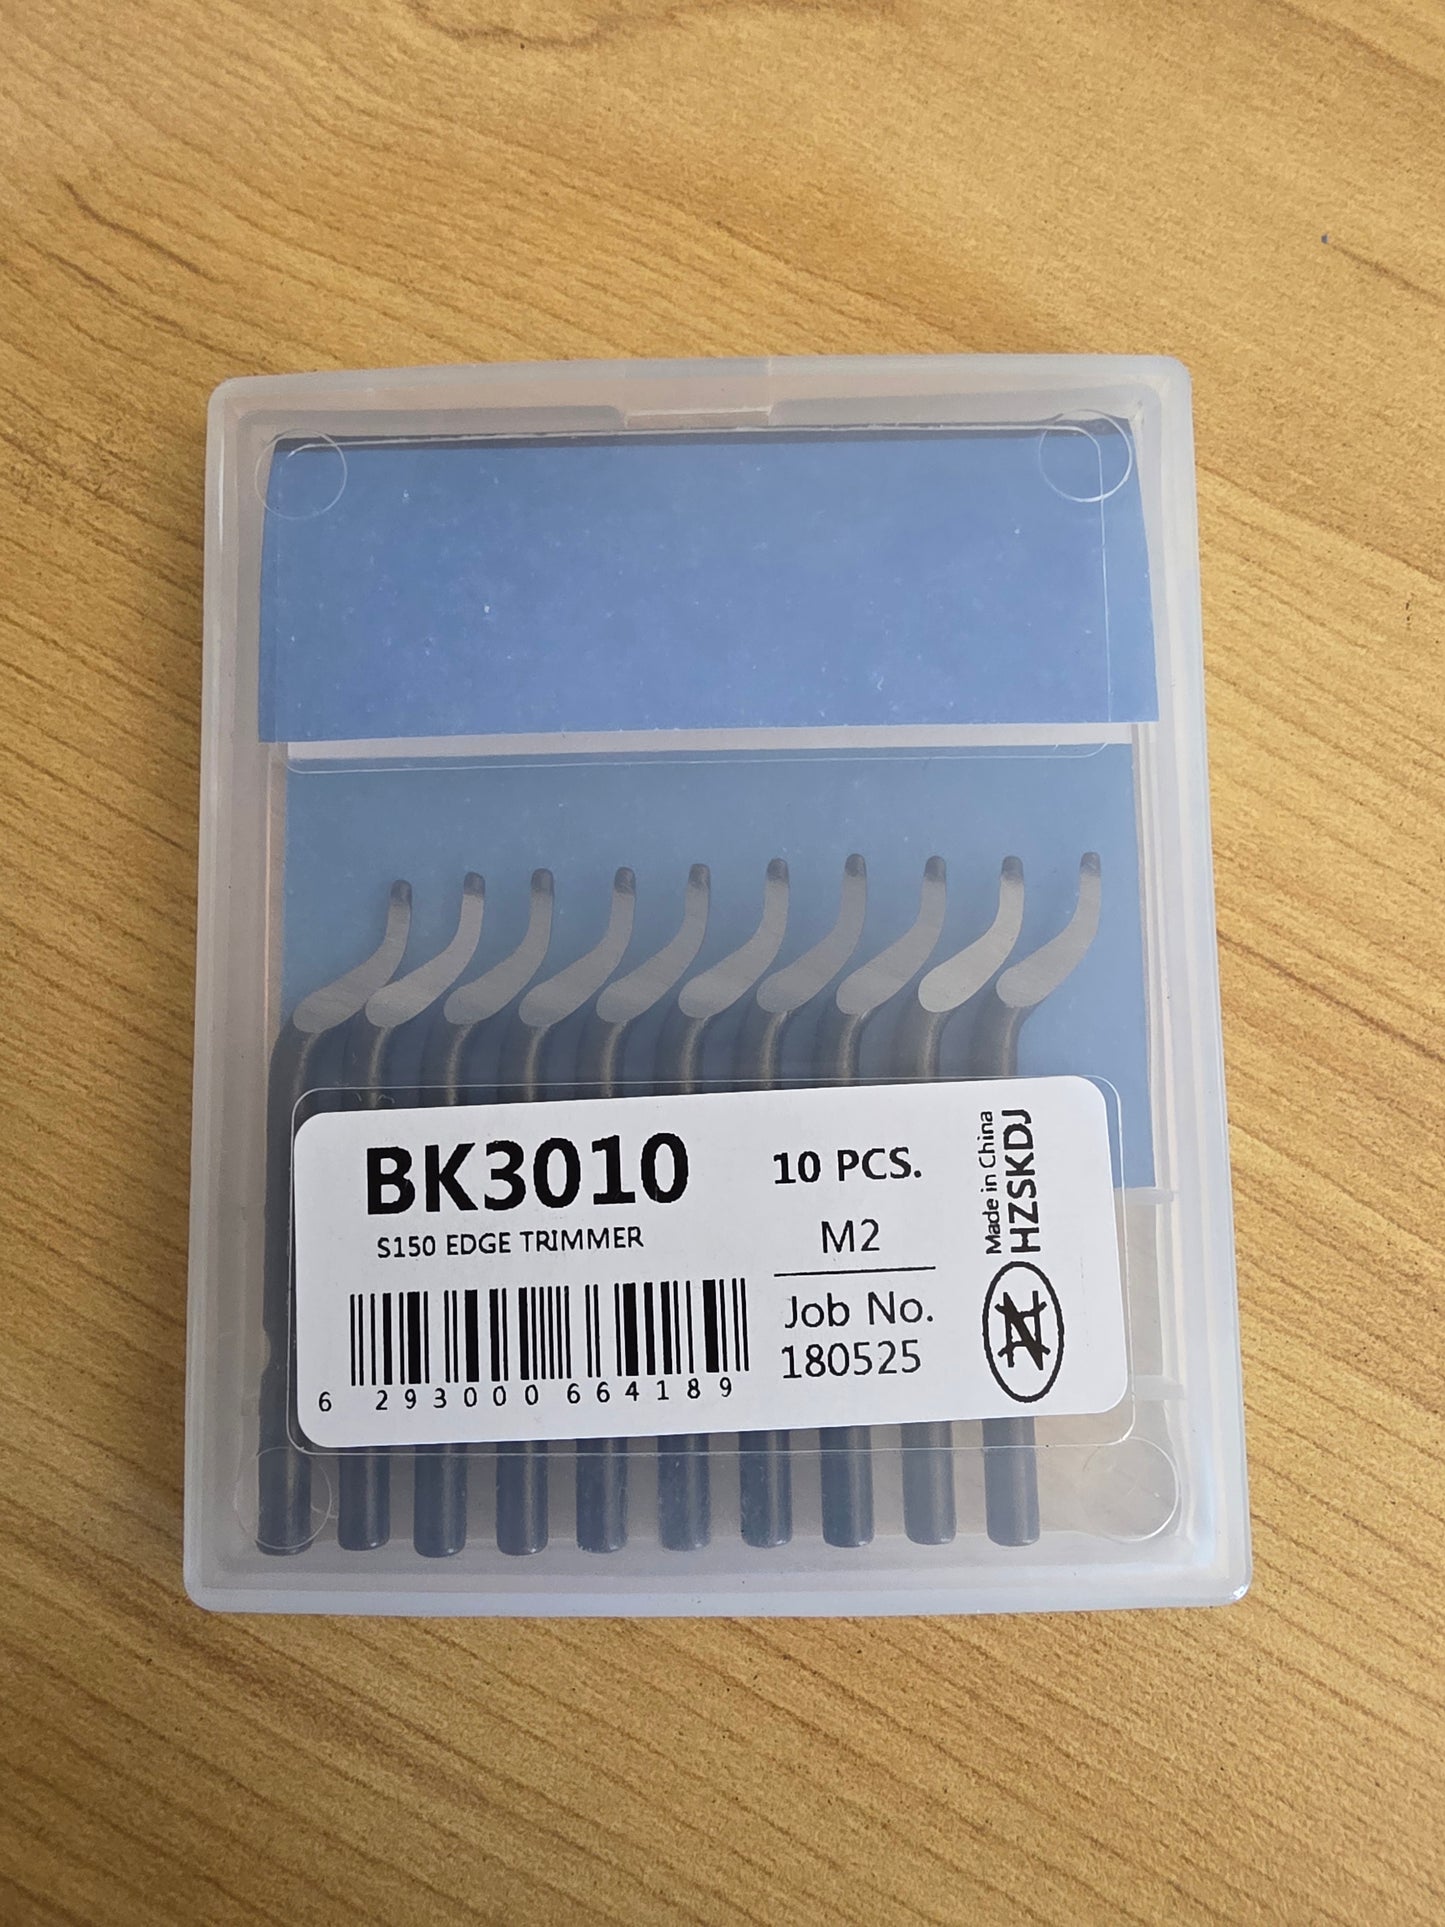 BK3010
S150 EDGE TRIMMER
6 293000 664189
10 PCS.
M2
Job No.
180525
Made in China
HZSKDJ